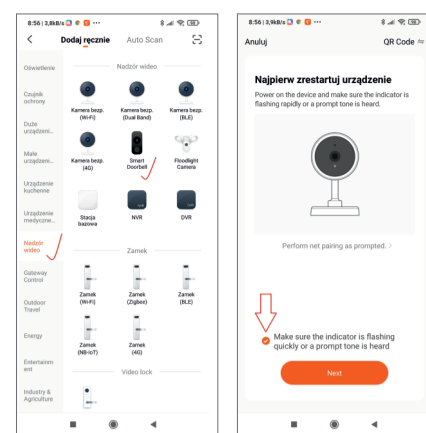 8:56 | 3,8kB/s
Dodaj ręcznie
Auto Scan
Oświetlenie
Czujnik
ochrony
Duże
urządzeni...
Małe
urządzeni...
Urządzenie
kuchenne
Urządzenie
medyczne...
Nadzór
wideo
Gateway
Control
Outdoor
Travel
Energy
Entertainm
ent
Industry &
Agriculture
Nadzór wideo
Kamera bezp.
(Wi-Fi)
Kamera bezp.
(Dual Band)
Kamera bezp.
(BLE)
Kamera bezp.
(4G)
Smart
Doorbell
Floodlight
Camera
Stacja
bazowa
NVR
DVR
Zamek
Zamek
(Wi-Fi)
Zamek
(Zigbee)
Zamek
(BLE)
Zamek
(NB-IoT)
Zamek
(4G)
Video lock
8:56 | 3,9kB/s
Anuluj
QR Code
Najpierw zrestartuj urządzenie
Power on the device and make sure the indicator is
flashing rapidly or a prompt tone is heard.
Perform net pairing as prompted. >
Make sure the indicator is flashing
quickly or a prompt tone is heard
Next